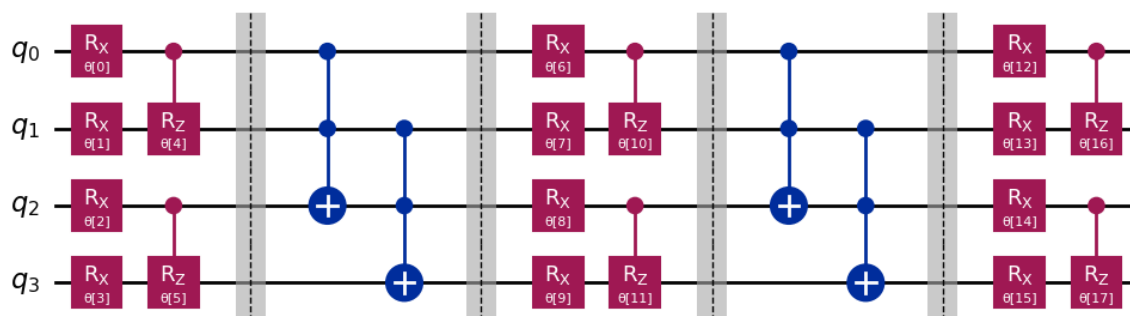 q0 RX θ[0] RX θ[6] RX θ[12]
q1 RX θ[1] RZ θ[4] RX θ[7] RZ θ[10] RX θ[13] RZ θ[16]
q2 RX θ[2] RX θ[8] RX θ[14]
q3 RX θ[3] RZ θ[5] RX θ[9] RZ θ[11] RX θ[15] RZ θ[17]